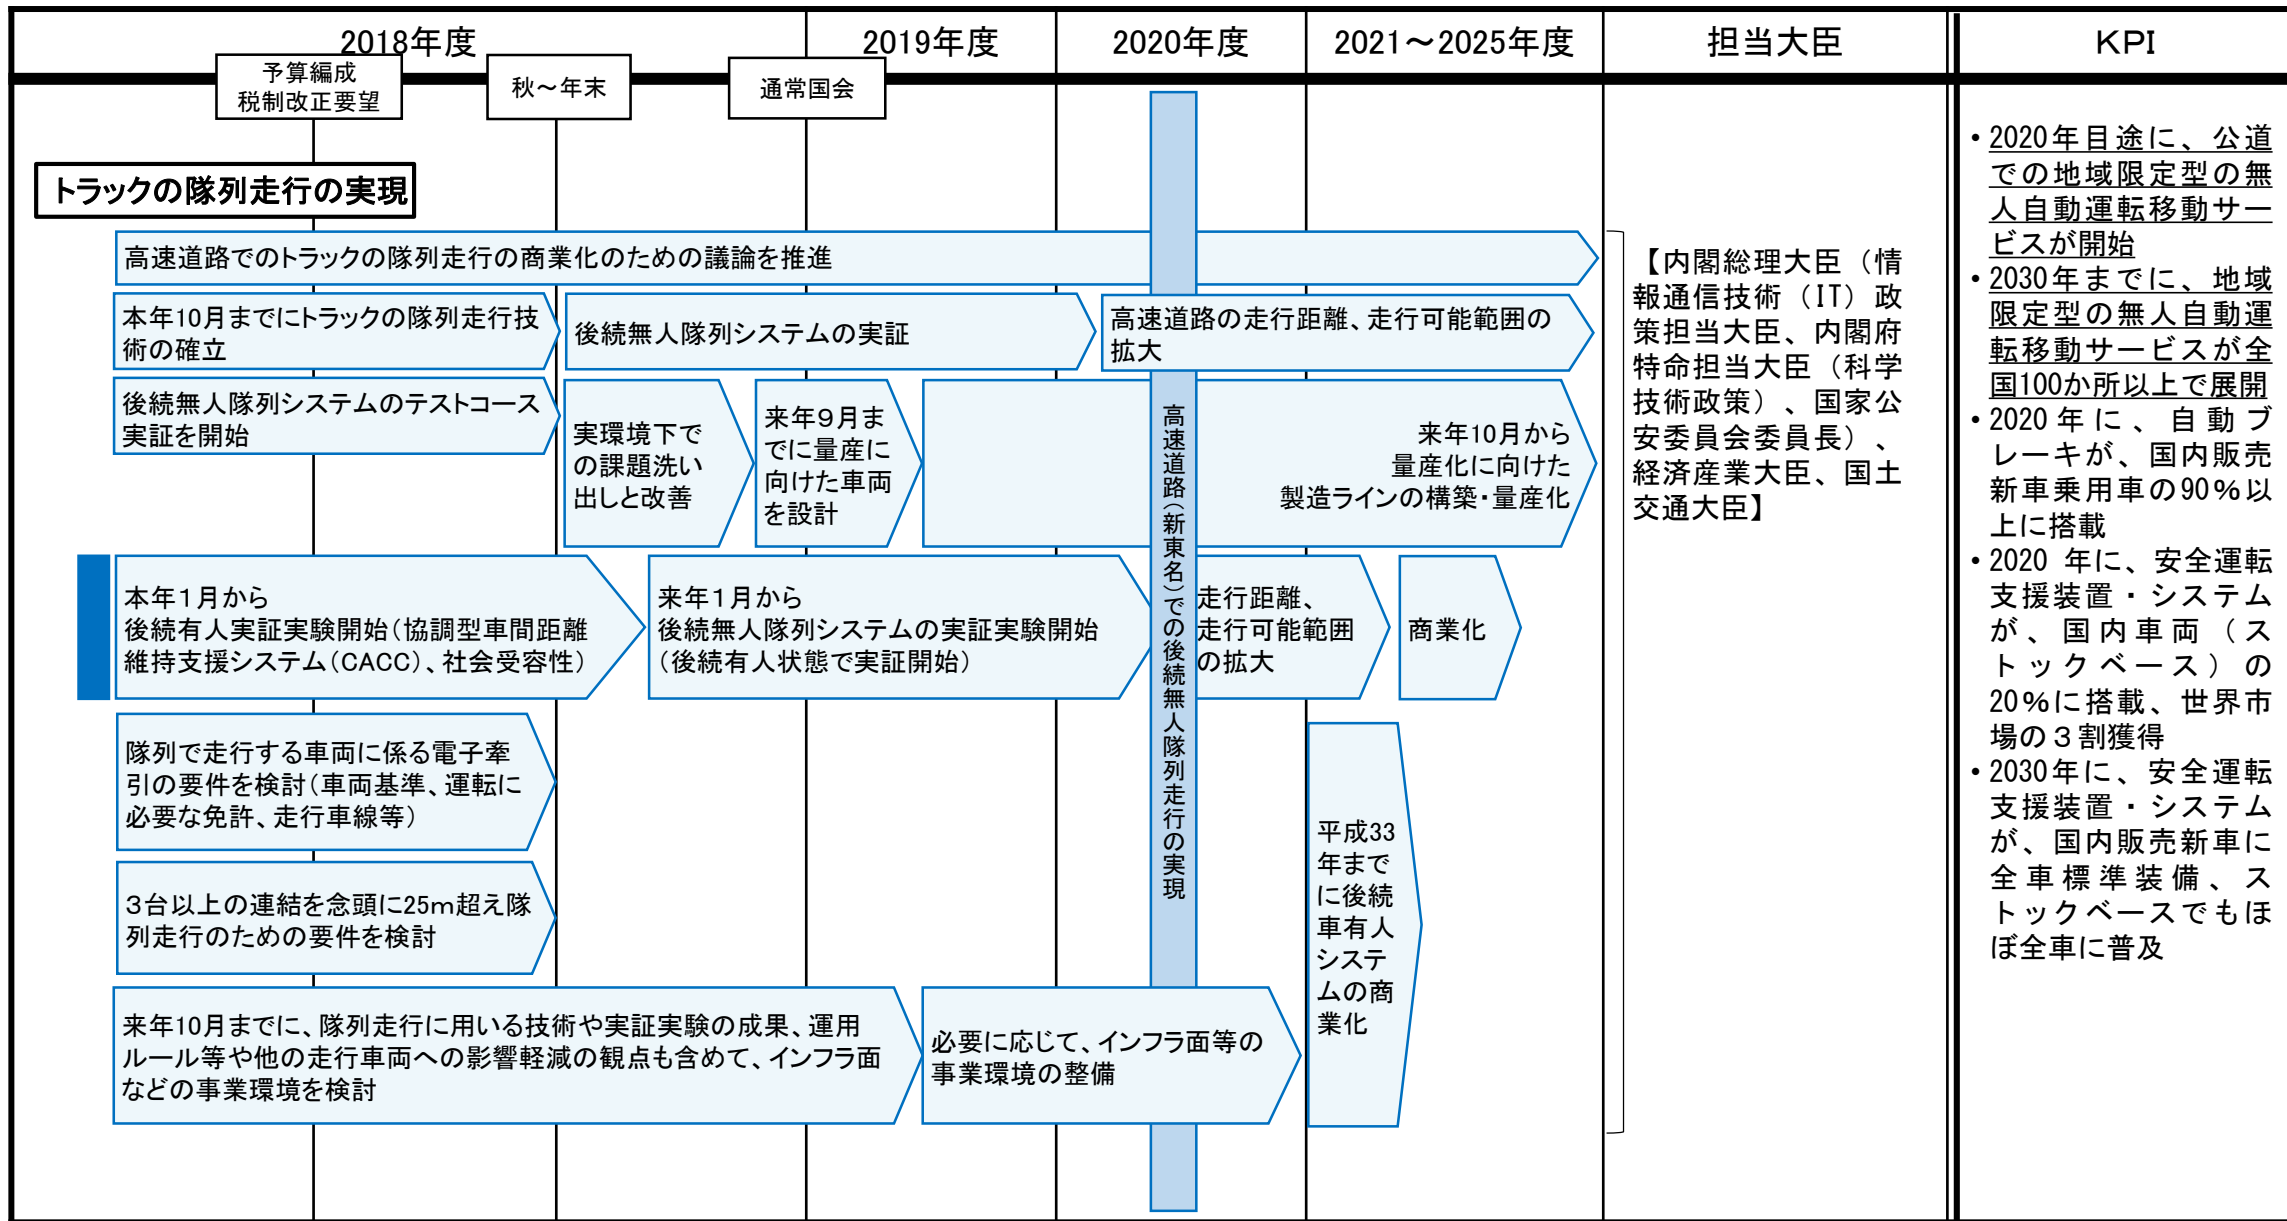 2018年度
2019年度
2020年度
2021～2025年度
担当大臣
KPI
予算編成
税制改正要望
秋～年末
通常国会
トラックの隊列走行の実現
高速道路でのトラックの隊列走行の商業化のための議論を推進
本年10月までにトラックの隊列走行技
術の確立
後続無人隊列システムの実証
高速道路の走行距離、走行可能範囲の
拡大
後続無人隊列システムのテストコース
実証を開始
実環境下で
の課題洗い
出しと改善
来年９月ま
でに量産に
向けた車両
を設計
来年10月から
量産化に向けた
製造ラインの構築・量産化
本年１月から
後続有人実証実験開始（協調型車間距離
維持支援システム（CACC）、社会受容性）
来年１月から
後続無人隊列システムの実証実験開始
（後続有人状態で実証開始）
高速道路（新東名）での後続無人隊列走行の実現
走行距離、
走行可能範囲
の拡大
商業化
隊列で走行する車両に係る電子牽
引の要件を検討（車両基準、運転に
必要な免許、走行車線等）
３台以上の連結を念頭に25ｍ超え隊
列走行のための要件を検討
平成33
年まで
に後続
車有人
システ
ムの商
業化
来年10月までに、隊列走行に用いる技術や実証実験の成果、運用
ルール等や他の走行車両への影響軽減の観点も含めて、インフラ面
などの事業環境を検討
必要に応じて、インフラ面等の
事業環境の整備
【内閣総理大臣（情
報通信技術（IT）政
策担当大臣、内閣府
特命担当大臣（科学
技術政策）、国家公
安委員会委員長）、
経済産業大臣、国土
交通大臣】
・2020年目途に、公道
での地域限定型の無
人自動運転移動サー
ビスが開始
・2030年までに、地域
限定型の無人自動運
転移動サービスが全
国100か所以上で展開
・2020年に、自動ブ
レーキが、国内販売
新車乗用車の90％以
上に搭載
・2020 年に、安全運転
支援装置・システム
が、国内車両（ス
トックベース）の
20％に搭載、世界市
場の３割獲得
・2030年に、安全運転
支援装置・システム
が、国内販売新車に
全車標準装備、ス
トックベースでもほ
ぼ全車に普及